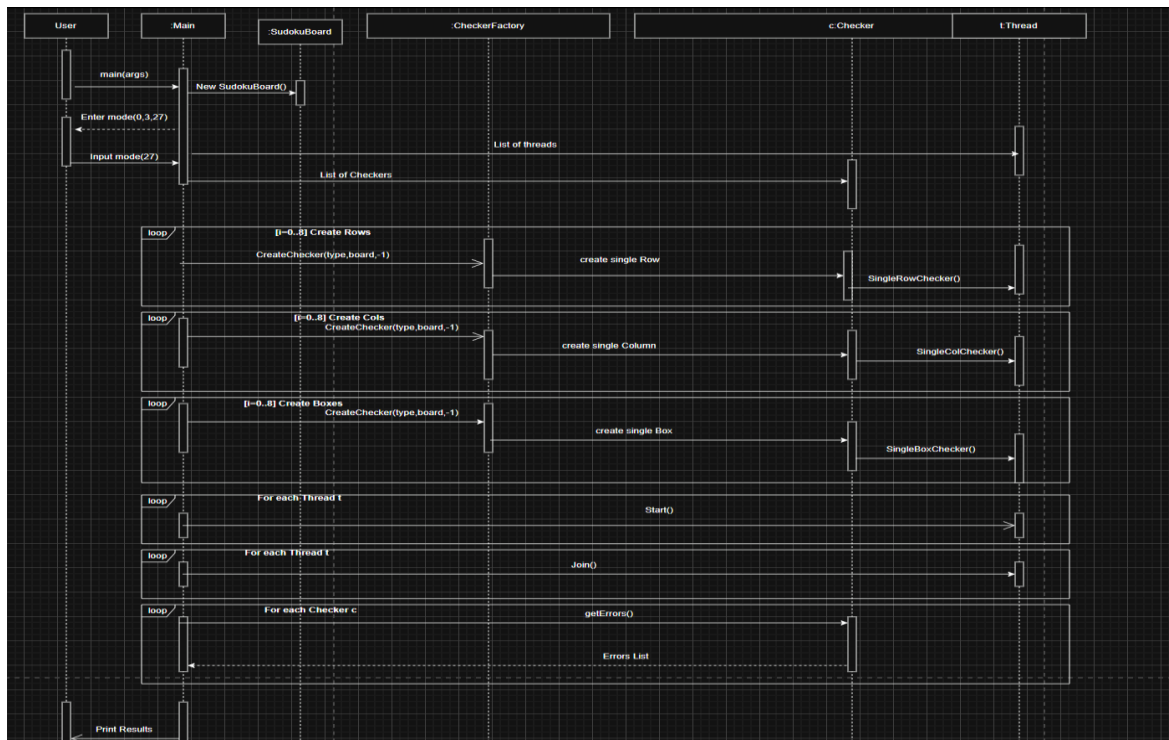 User
:Main
:SudokuBoard
:CheckerFactory
c:Checker
t:Thread
main(args)
New SudokuBoard()
Enter mode(0,3,27)
List of threads
Input mode(27)
List of Checkers
loop
[i=0..8] Create Rows
CreateChecker(type,board,-1)
create single Row
SingleRowChecker()
loop
[i=0..8] Create Cols
CreateChecker(type,board,-1)
create single Column
SingleColChecker()
loop
[i=0..8] Create Boxes
CreateChecker(type,board,-1)
create single Box
SingleBoxChecker()
loop
For each Thread t
Start()
loop
For each Thread t
Join()
loop
For each Checker c
getErrors()
Errors List
Print Results